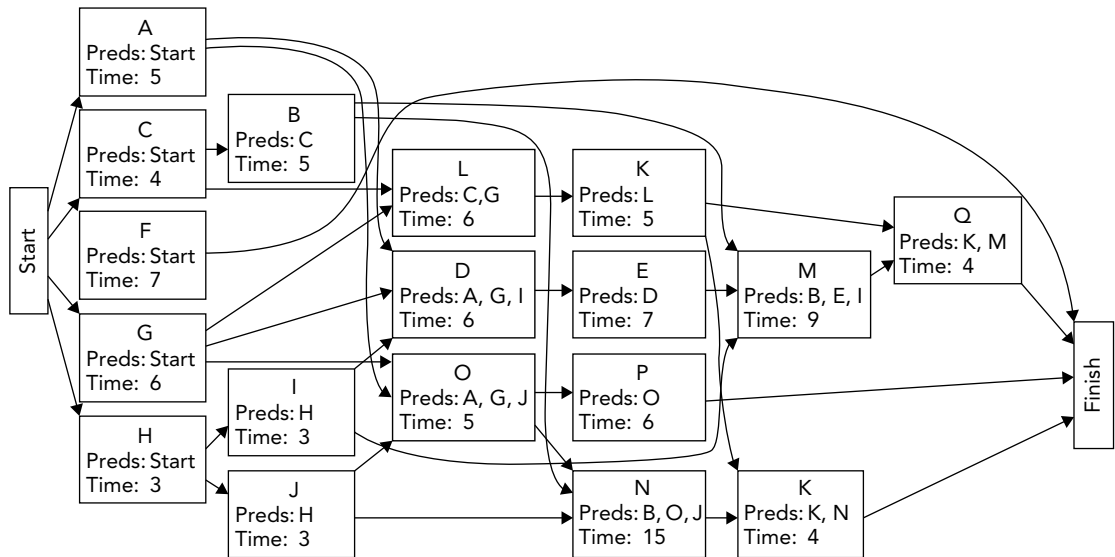 Start
A
Preds: Start
Time: 5
C
Preds: Start
Time: 4
F
Preds: Start
Time: 7
G
Preds: Start
Time: 6
H
Preds: Start
Time: 3
B
Preds: C
Time: 5
I
Preds: H
Time: 3
J
Preds: H
Time: 3
L
Preds: C,G
Time: 6
D
Preds: A, G, I
Time: 6
O
Preds: A, G, J
Time: 5
K
Preds: L
Time: 5
E
Preds: D
Time: 7
P
Preds: O
Time: 6
N
Preds: B, O, J
Time: 15
M
Preds: B, E, I
Time: 9
K
Preds: K, N
Time: 4
Q
Preds: K, M
Time: 4
Finish